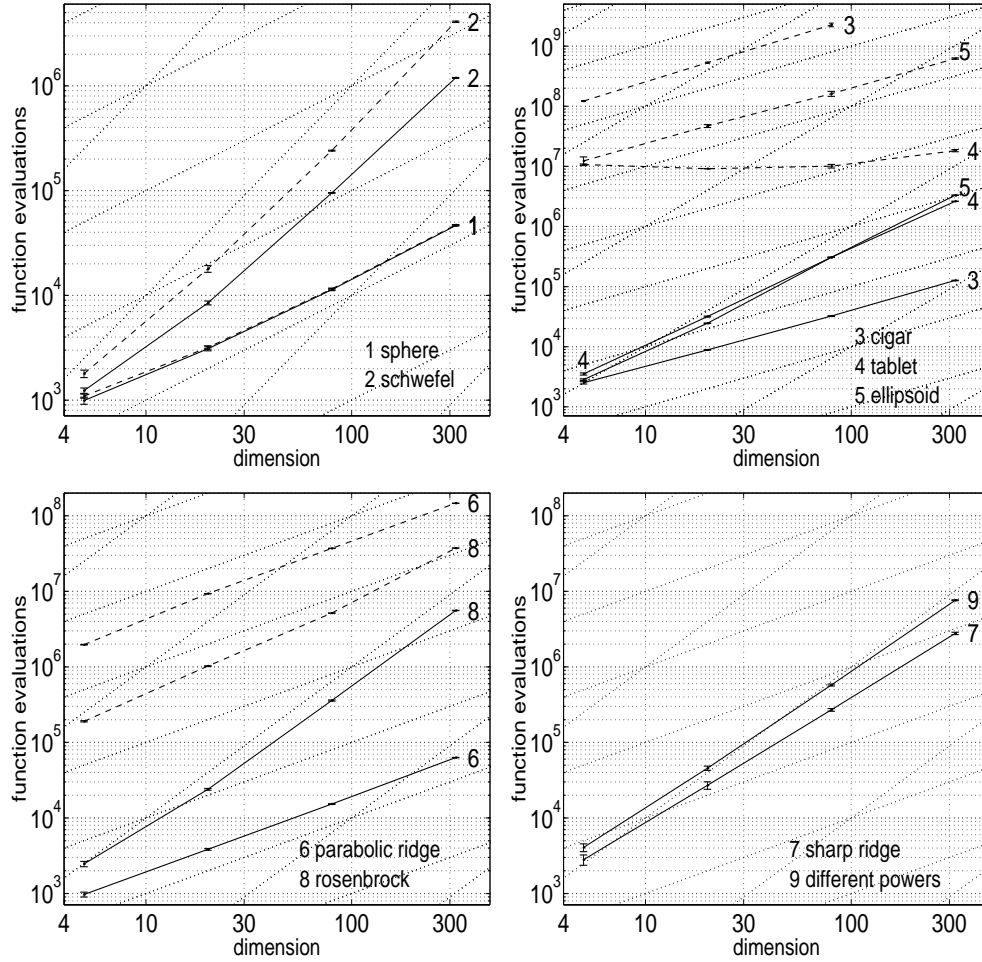 2
2
1
10^6
10^5
10^4
10^3
function evaluations
1 sphere
2 schwefel
4 10 30 100 300
dimension
3
5
4
5
4
3
4
10^9
10^8
10^7
10^6
10^5
10^4
10^3
function evaluations
3 cigar
4 tablet
5 ellipsoid
4 10 30 100 300
dimension
6
8
8
6
10^8
10^7
10^6
10^5
10^4
10^3
function evaluations
6 parabolic ridge
8 rosenbrock
4 10 30 100 300
dimension
9
7
10^8
10^7
10^6
10^5
10^4
10^3
function evaluations
7 sharp ridge
9 different powers
4 10 30 100 300
dimension